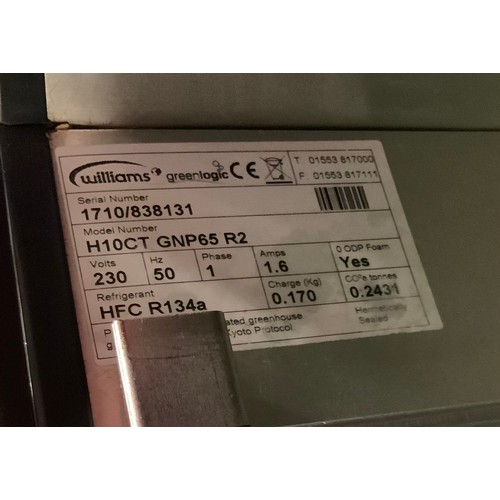 williams greenlogic CE T 01553 817000
F 01553 817111
Serial Number
1710/838131
Model Number
H10CT GNP65 R2
Volts Hz Phase Amps 0 ODP Foam
230 50 1 1.6 Yes
Refrigerant Charge (Kg) CO²e tonnes
HFC R134a 0.170 0.2431
ated greenhouse Hermetically
Kyoto Protocol. Sealed